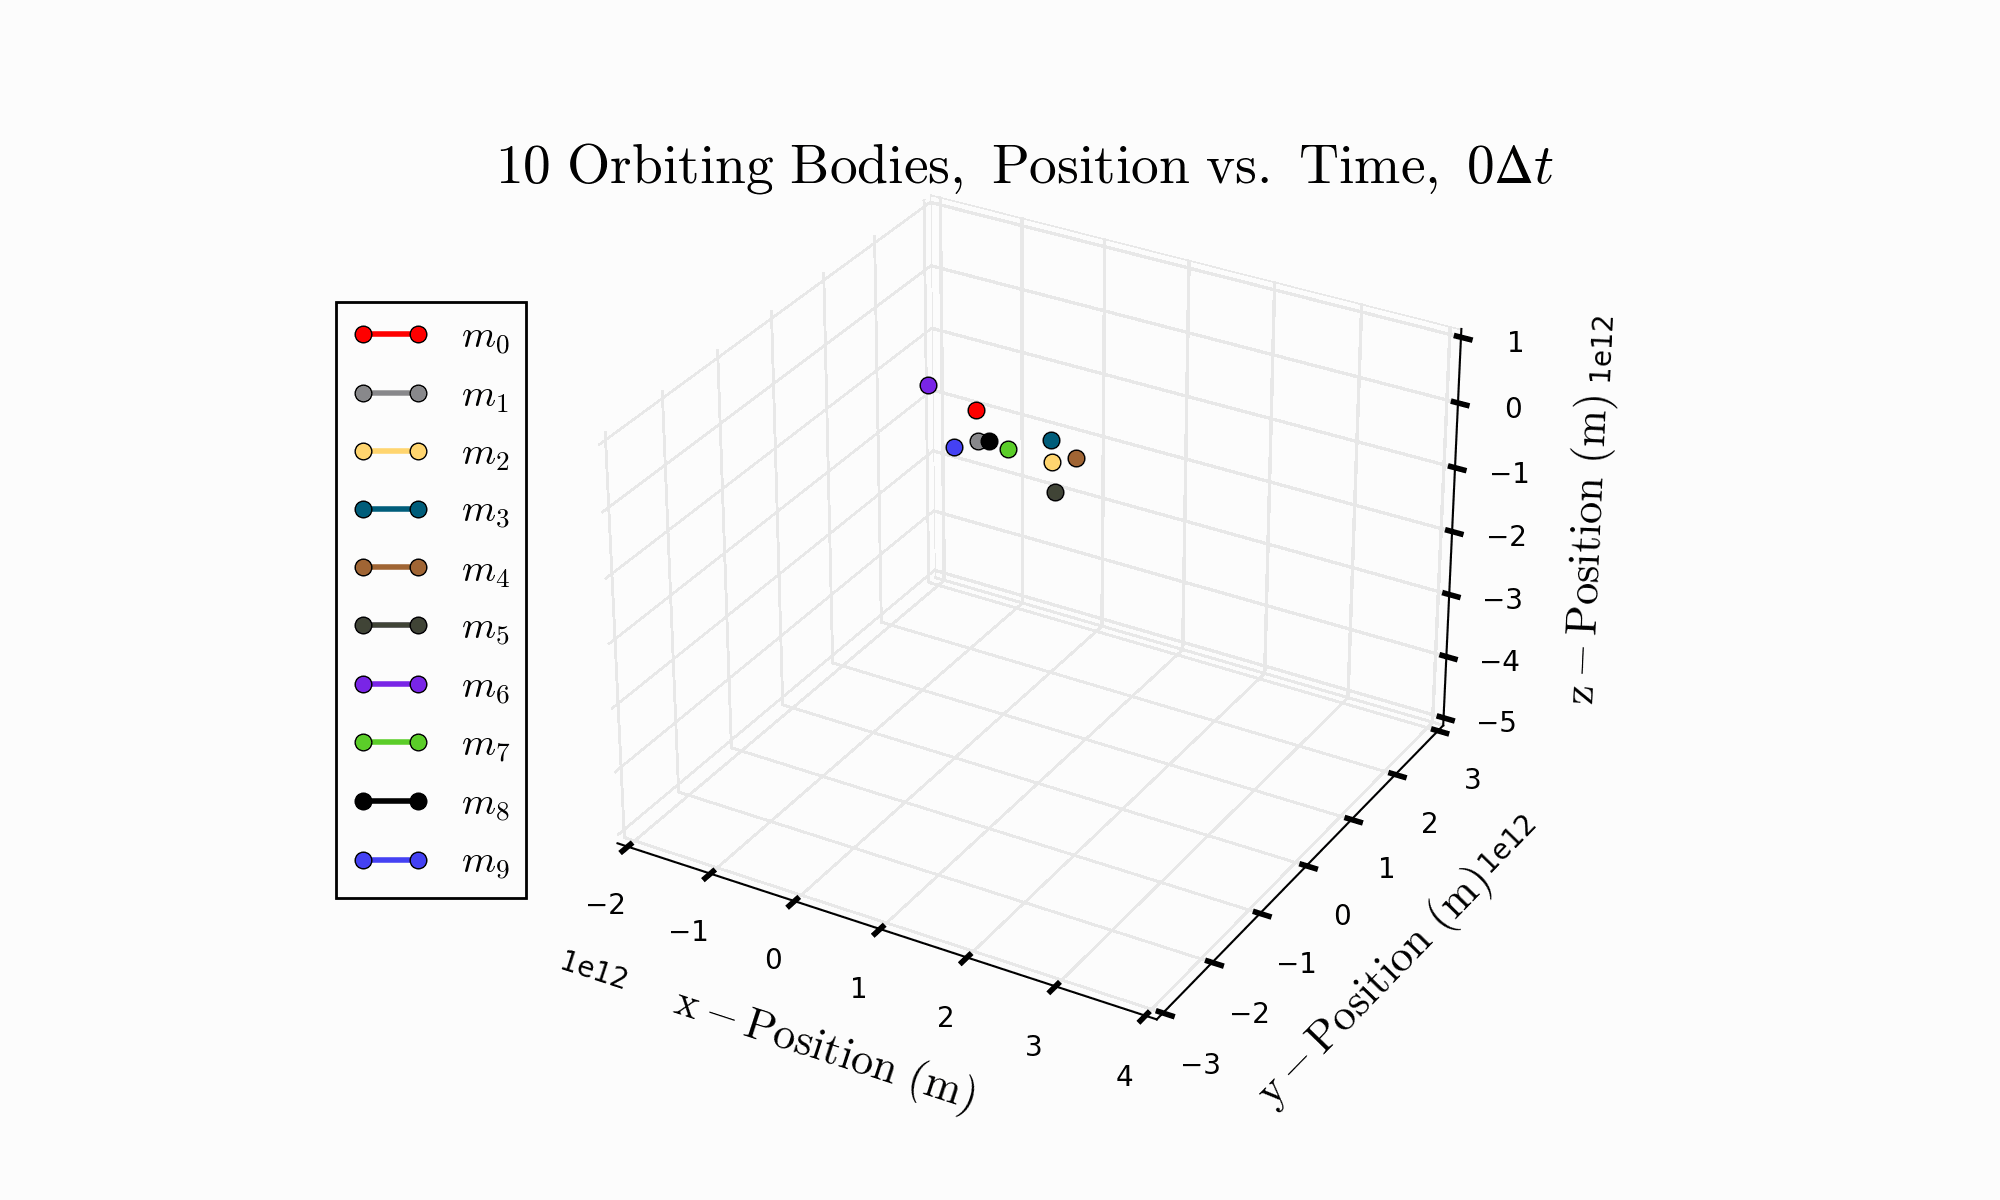 10 Orbiting Bodies, Position vs. Time, 0Δt
m₀
m₁
m₂
m₃
m₄
m₅
m₆
m₇
m₈
m₉
−2
−1
0
1
2
3
4
1e12
x−Position (m)
−3
−2
−1
0
1
2
3
1e12
y−Position (m)
1
0
−1
−2
−3
−4
−5
1e12
z−Position (m)